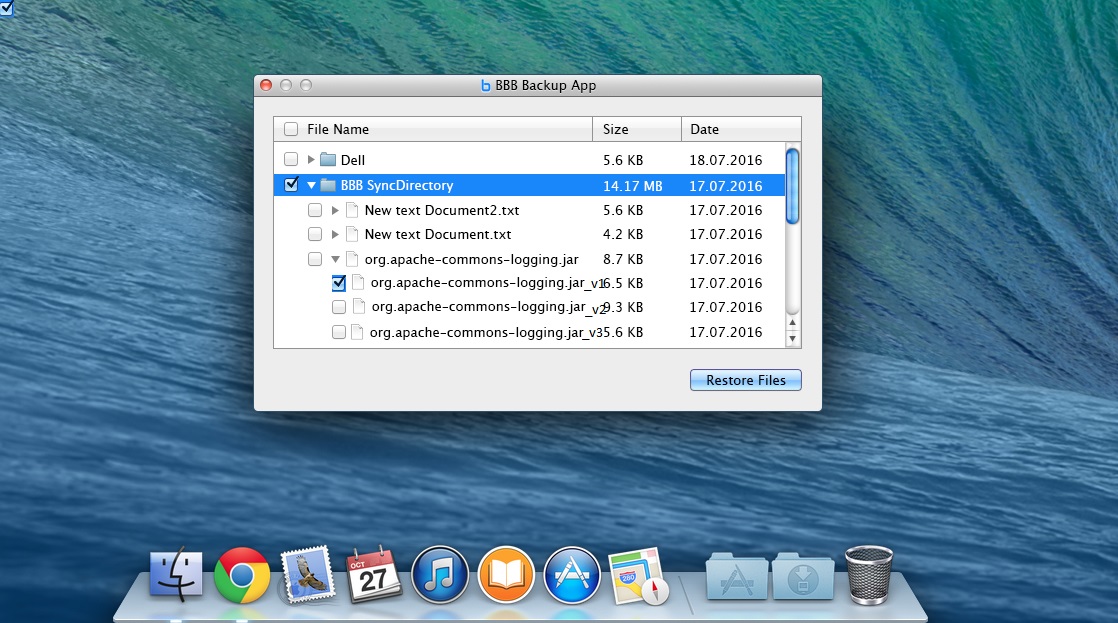 BBB Backup App
File Name Size Date
Dell 5.6 KB 18.07.2016
BBB SyncDirectory 14.17 MB 17.07.2016
New text Document2.txt 5.6 KB 17.07.2016
New text Document.txt 4.2 KB 17.07.2016
org.apache-commons-logging.jar 8.7 KB 17.07.2016
org.apache-commons-logging.jar_v1 6.5 KB 17.07.2016
org.apache-commons-logging.jar_v2 9.3 KB 17.07.2016
org.apache-commons-logging.jar_v3 5.6 KB 17.07.2016
Restore Files
OCT
27
280